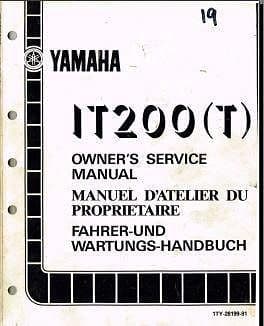 19
YAMAHA
IT200(T)
OWNER'S SERVICE
MANUAL
MANUEL D'ATELIER DU
PROPRIETAIRE
FAHRER-UND
WARTUNGS-HANDBUCH
1TY-28199-81